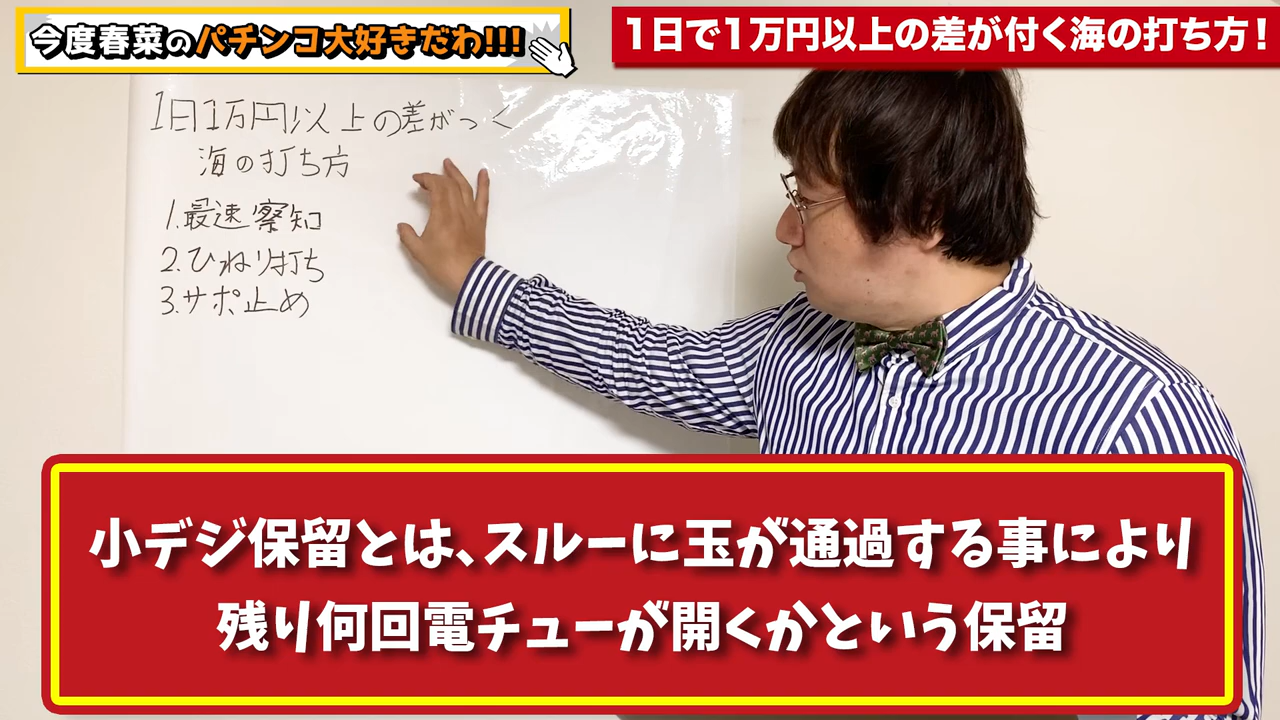 今度春菜のパチンコ大好きだわ!!!
1日で1万円以上の差が付く海の打ち方!
1日1万円以上の差がつく
海の打ち方
1.最速察知
2.ひねり打ち
3.サポ止め
小デジ保留とは、スルーに玉が通過する事により
残り何回電チューが開くかという保留